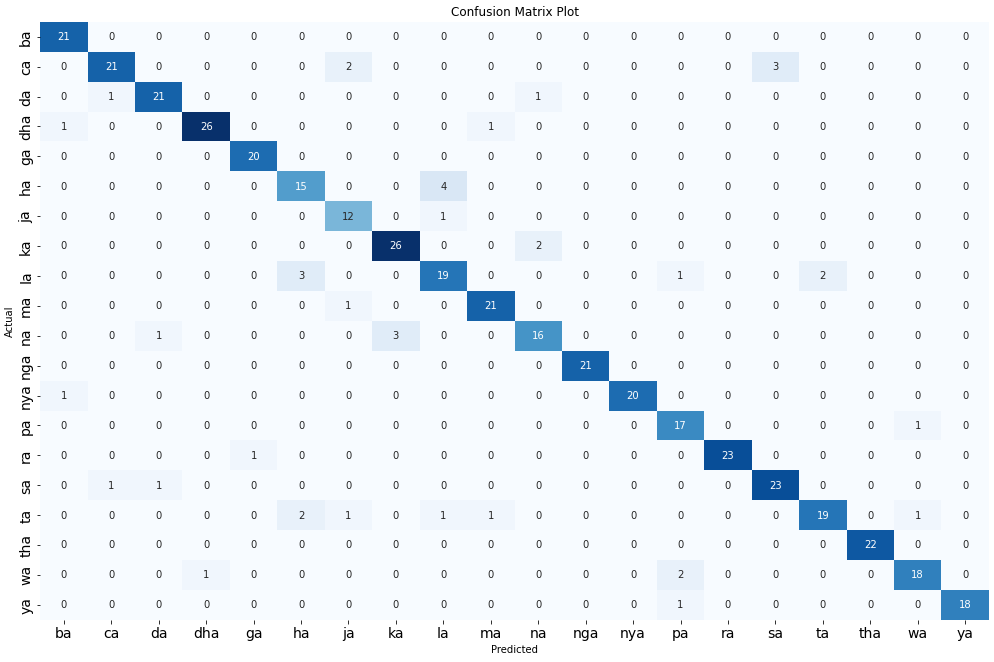 Confusion Matrix Plot
ba 21 0 0 0 0 0 0 0 0 0 0 0 0 0 0 0 0 0 0 0
ca 0 21 0 0 0 0 2 0 0 0 0 0 0 0 0 3 0 0 0 0
da 0 1 21 0 0 0 0 0 0 0 1 0 0 0 0 0 0 0 0 0
dha 1 0 0 26 0 0 0 0 0 1 0 0 0 0 0 0 0 0 0 0
ga 0 0 0 0 20 0 0 0 0 0 0 0 0 0 0 0 0 0 0 0
ha 0 0 0 0 0 15 0 0 4 0 0 0 0 0 0 0 0 0 0 0
ja 0 0 0 0 0 0 12 0 1 0 0 0 0 0 0 0 0 0 0 0
ka 0 0 0 0 0 0 0 26 0 0 2 0 0 0 0 0 0 0 0 0
la 0 0 0 0 0 3 0 0 19 0 0 0 0 1 0 0 2 0 0 0
ma 0 0 0 0 0 0 1 0 0 21 0 0 0 0 0 0 0 0 0 0
Actual
na 0 0 1 0 0 0 0 3 0 0 16 0 0 0 0 0 0 0 0 0
nga 0 0 0 0 0 0 0 0 0 0 0 21 0 0 0 0 0 0 0 0
nya 1 0 0 0 0 0 0 0 0 0 0 0 20 0 0 0 0 0 0 0
pa 0 0 0 0 0 0 0 0 0 0 0 0 0 17 0 0 0 0 1 0
ra 0 0 0 0 1 0 0 0 0 0 0 0 0 0 23 0 0 0 0 0
sa 0 1 1 0 0 0 0 0 0 0 0 0 0 0 0 23 0 0 0 0
ta 0 0 0 0 0 2 1 0 1 1 0 0 0 0 0 0 19 0 1 0
tha 0 0 0 0 0 0 0 0 0 0 0 0 0 0 0 0 0 22 0 0
wa 0 0 0 1 0 0 0 0 0 0 0 0 0 2 0 0 0 0 18 0
ya 0 0 0 0 0 0 0 0 0 0 0 0 0 1 0 0 0 0 0 18
ba ca da dha ga ha ja ka la ma na nga nya pa ra sa ta tha wa ya
Predicted